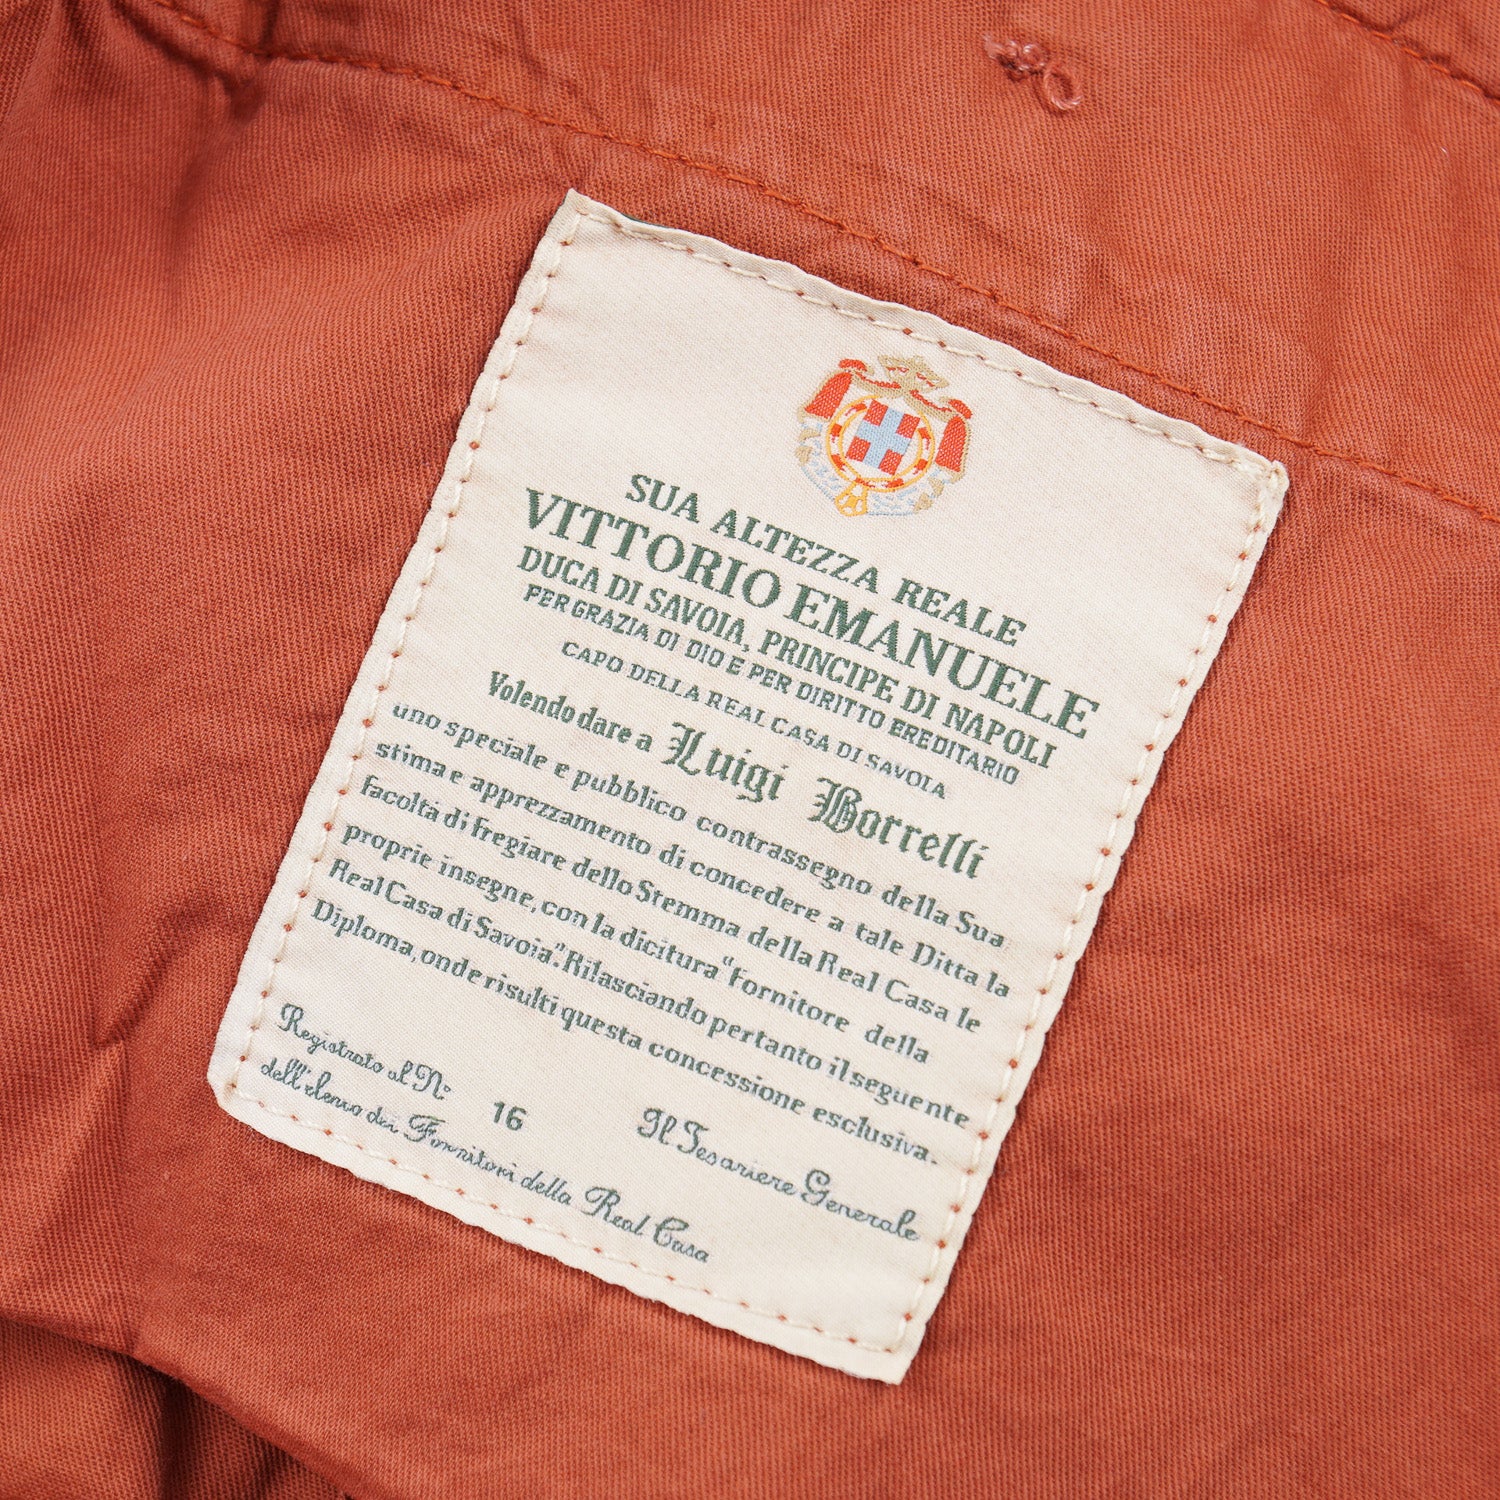 SUA ALTEZZA REALE
VITTORIO EMANUELE
DUCA DI SAVOIA, PRINCIPE DI NAPOLI
PER GRAZIA DI DIO E PER DIRITTO EREDITARIO
CAPO DELLA REAL CASA DI SAVOIA
Volendo dare a Luigi Borrelli
uno speciale e pubblico contrassegno della Sua
stima e apprezzamento di concedere a tale Ditta la
facoltà di fregiare dello Stemma della Real Casa le
proprie insegne, con la dicitura "Fornitore della
Real Casa di Savoia". Rilasciando pertanto il seguente
Diploma, onde risulti questa concessione esclusiva.
Registrato al N: 16 Il Tesoriere Generale
dell'elenco dei Fornitori della Real Casa